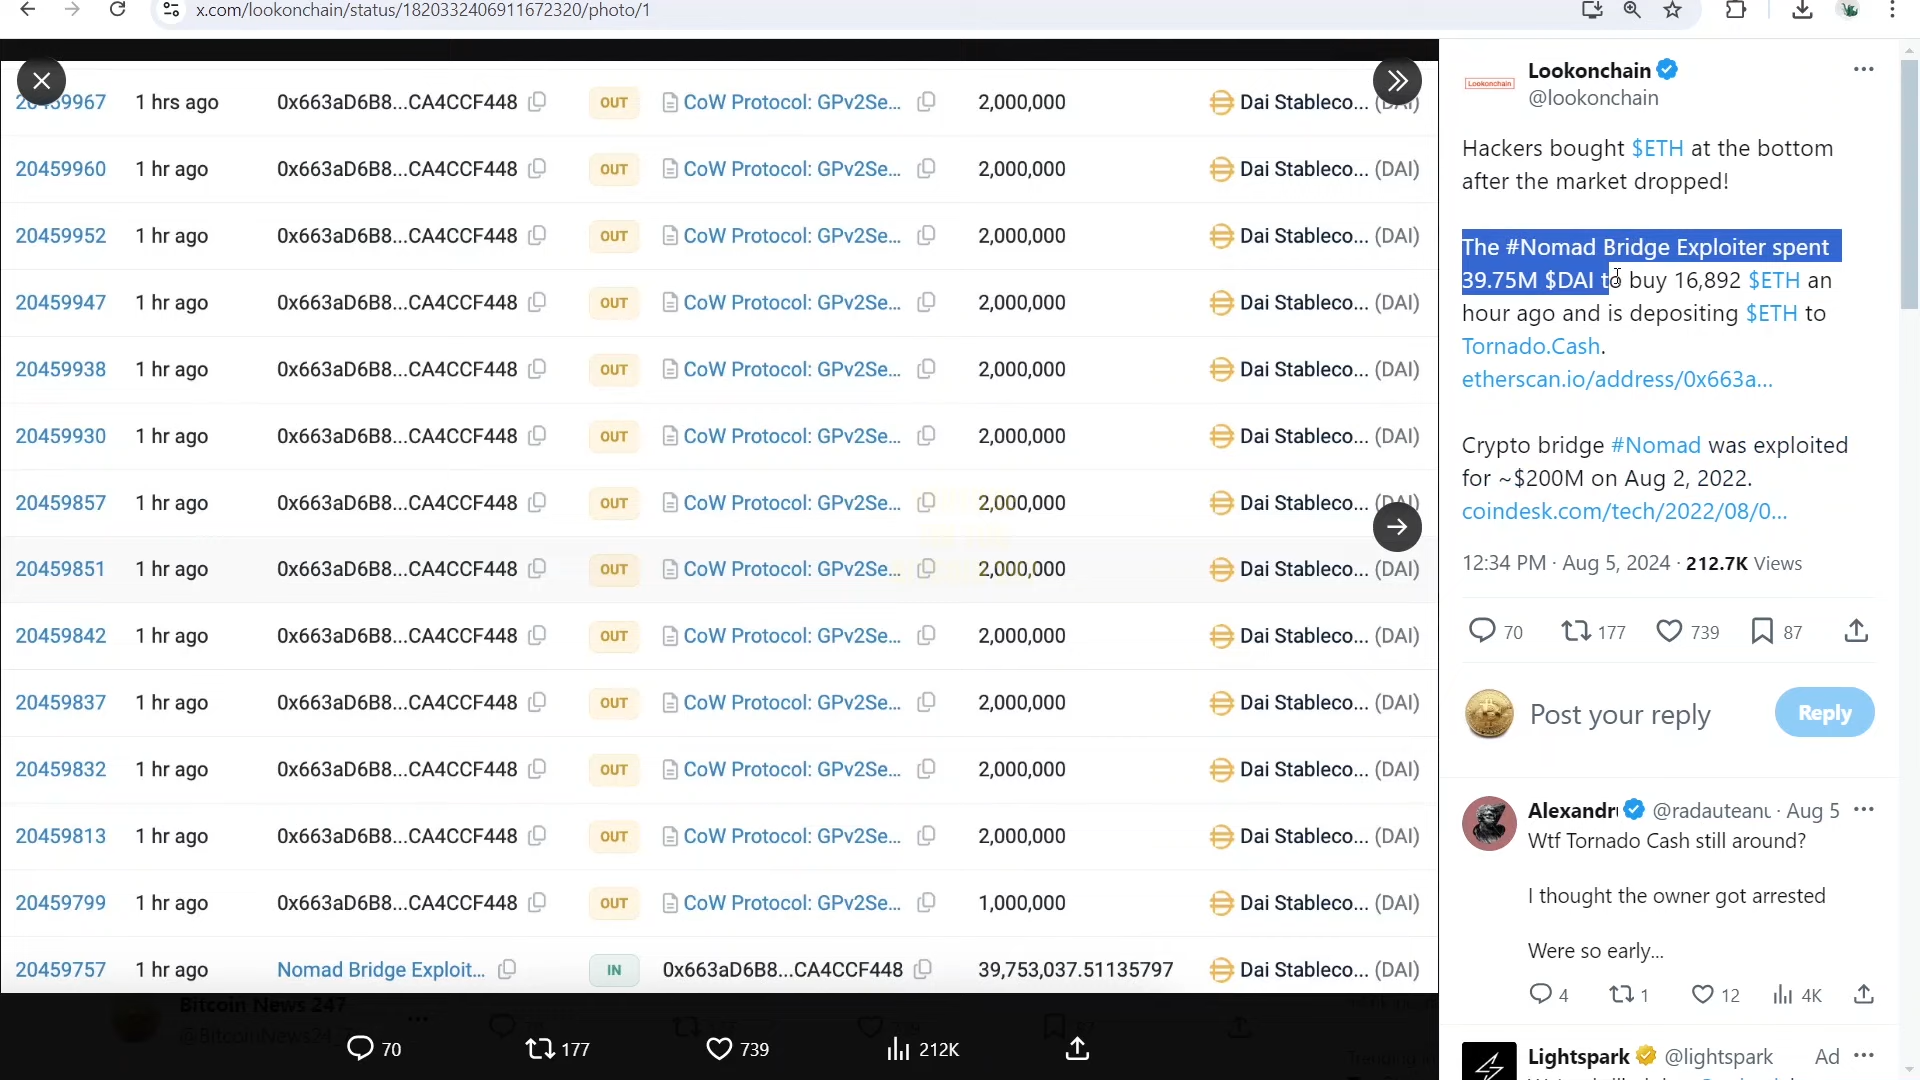 x.com/lookonchain/status/1820332406911672320/photo/1
1 hrs ago 0x663aD6B8...CA4CCF448 OUT CoW Protocol: GPv2Se... 2,000,000 Dai Stableco... (DAI)
20459960 1 hr ago 0x663aD6B8...CA4CCF448 OUT CoW Protocol: GPv2Se... 2,000,000 Dai Stableco... (DAI)
20459952 1 hr ago 0x663aD6B8...CA4CCF448 OUT CoW Protocol: GPv2Se... 2,000,000 Dai Stableco... (DAI)
20459947 1 hr ago 0x663aD6B8...CA4CCF448 OUT CoW Protocol: GPv2Se... 2,000,000 Dai Stableco... (DAI)
20459938 1 hr ago 0x663aD6B8...CA4CCF448 OUT CoW Protocol: GPv2Se... 2,000,000 Dai Stableco... (DAI)
20459930 1 hr ago 0x663aD6B8...CA4CCF448 OUT CoW Protocol: GPv2Se... 2,000,000 Dai Stableco... (DAI)
20459857 1 hr ago 0x663aD6B8...CA4CCF448 OUT CoW Protocol: GPv2Se... 2,000,000 Dai Stableco... (DAI)
20459851 1 hr ago 0x663aD6B8...CA4CCF448 OUT CoW Protocol: GPv2Se... 2,000,000 Dai Stableco... (DAI)
20459842 1 hr ago 0x663aD6B8...CA4CCF448 OUT CoW Protocol: GPv2Se... 2,000,000 Dai Stableco... (DAI)
20459837 1 hr ago 0x663aD6B8...CA4CCF448 OUT CoW Protocol: GPv2Se... 2,000,000 Dai Stableco... (DAI)
20459832 1 hr ago 0x663aD6B8...CA4CCF448 OUT CoW Protocol: GPv2Se... 2,000,000 Dai Stableco... (DAI)
20459813 1 hr ago 0x663aD6B8...CA4CCF448 OUT CoW Protocol: GPv2Se... 2,000,000 Dai Stableco... (DAI)
20459799 1 hr ago 0x663aD6B8...CA4CCF448 OUT CoW Protocol: GPv2Se... 1,000,000 Dai Stableco... (DAI)
20459757 1 hr ago Nomad Bridge Exploit... IN 0x663aD6B8...CA4CCF448 39,753,037.51135797 Dai Stableco... (DAI)
Bitcoin News 247
70 177 739 212K
Lookonchain
Lookonchain
@lookonchain
Hackers bought $ETH at the bottom
after the market dropped!
The #Nomad Bridge Exploiter spent
39.75M $DAI to buy 16,892 $ETH an
hour ago and is depositing $ETH to
Tornado.Cash.
etherscan.io/address/0x663a...
Crypto bridge #Nomad was exploited
for ~$200M on Aug 2, 2022.
coindesk.com/tech/2022/08/0...
12:34 PM · Aug 5, 2024 · 212.7K Views
70 177 739 87
Post your reply
Reply
Alexandr @radauteanu · Aug 5
Wtf Tornado Cash still around?
I thought the owner got arrested
Were so early...
4 1 12 4K
Lightspark @lightspark Ad